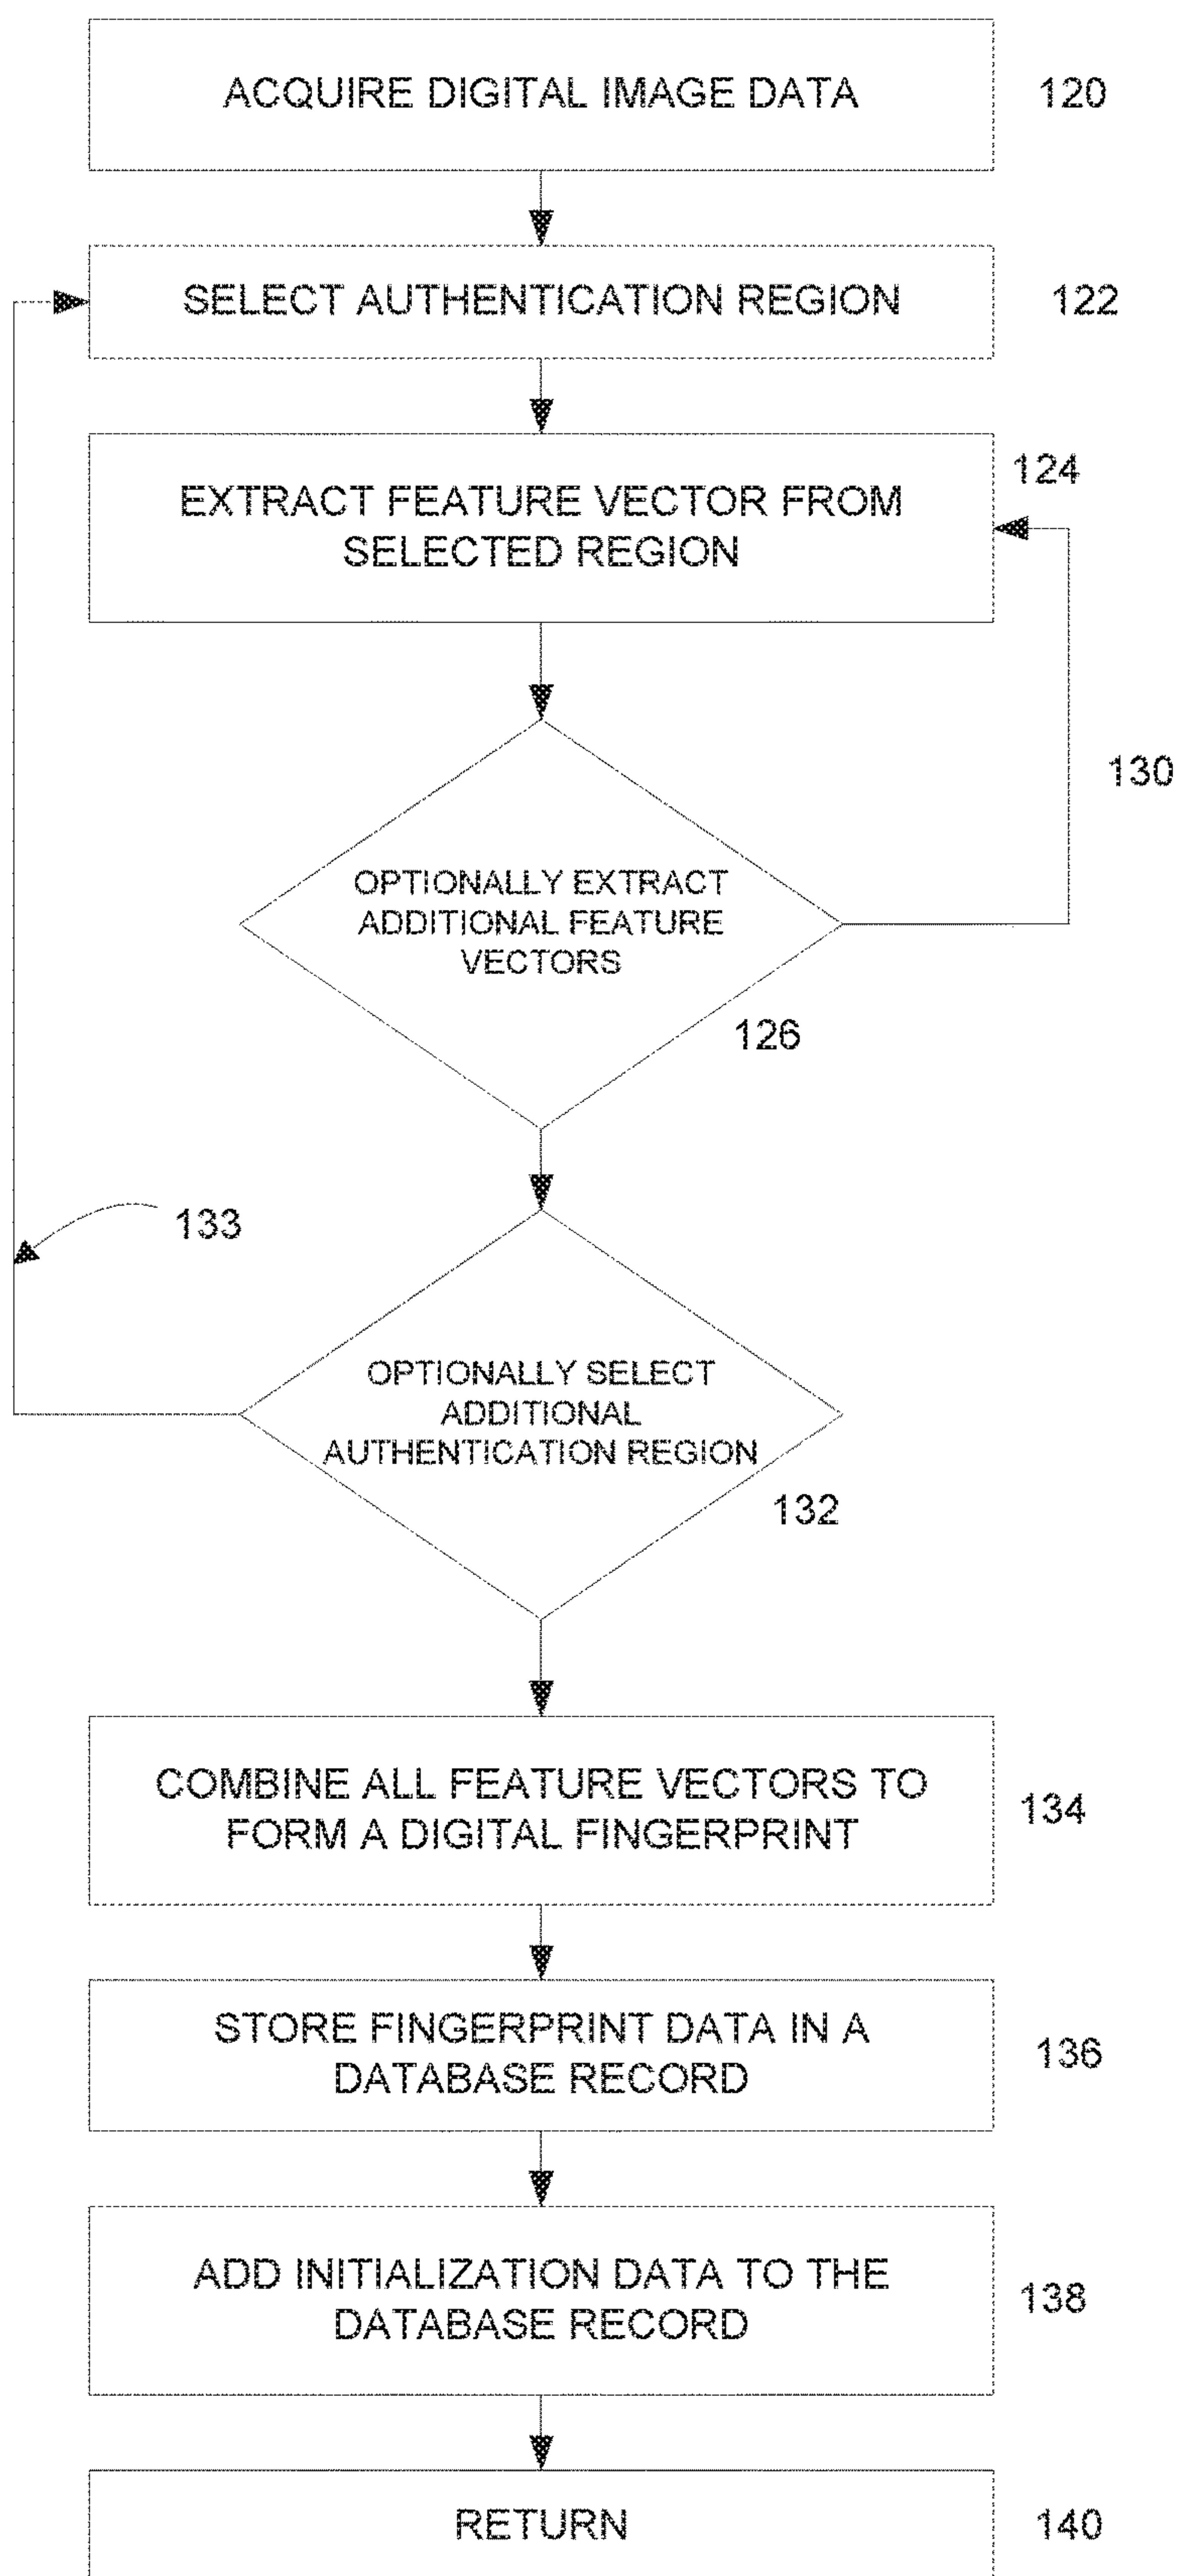 ACQUIRE DIGITAL IMAGE DATA
120
SELECT AUTHENTICATION REGION
122
EXTRACT FEATURE VECTOR FROM
SELECTED REGION
124
130
OPTIONALLY EXTRACT
ADDITIONAL FEATURE
VECTORS
126
133
OPTIONALLY SELECT
ADDITIONAL
AUTHENTICATION REGION
132
COMBINE ALL FEATURE VECTORS TO
FORM A DIGITAL FINGERPRINT
134
STORE FINGERPRINT DATA IN A
DATABASE RECORD
136
ADD INITIALIZATION DATA TO THE
DATABASE RECORD
138
RETURN
140